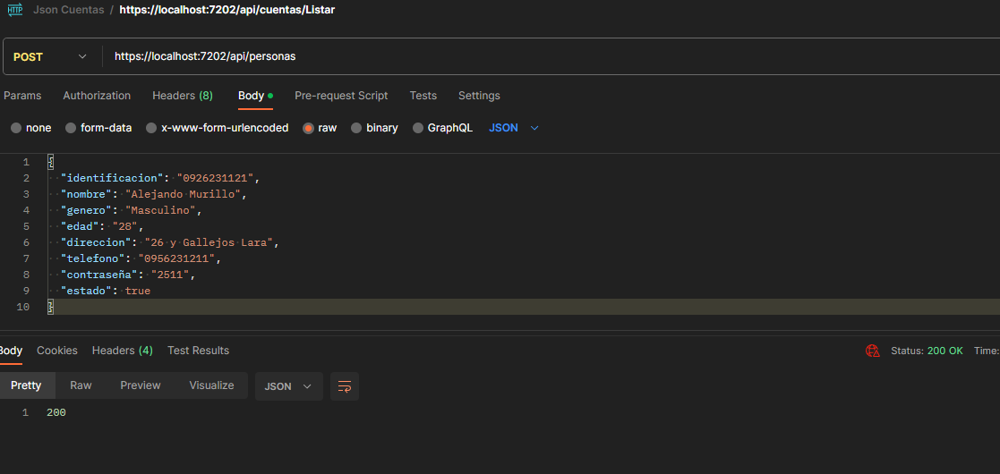 HTTP Json Cuentas / https://localhost:7202/api/cuentas/Listar
POST https://localhost:7202/api/personas
Params Authorization Headers (8) Body Pre-request Script Tests Settings
none form-data x-www-form-urlencoded raw binary GraphQL JSON
1 {
2 "identificacion": "0926231121",
3 "nombre": "Alejando Murillo",
4 "genero": "Masculino",
5 "edad": "28",
6 "direccion": "26 y Gallejos Lara",
7 "telefono": "0956231211",
8 "contraseña": "2511",
9 "estado": true
10 }
Body Cookies Headers (4) Test Results Status: 200 OK Time:
Pretty Raw Preview Visualize JSON
1 200